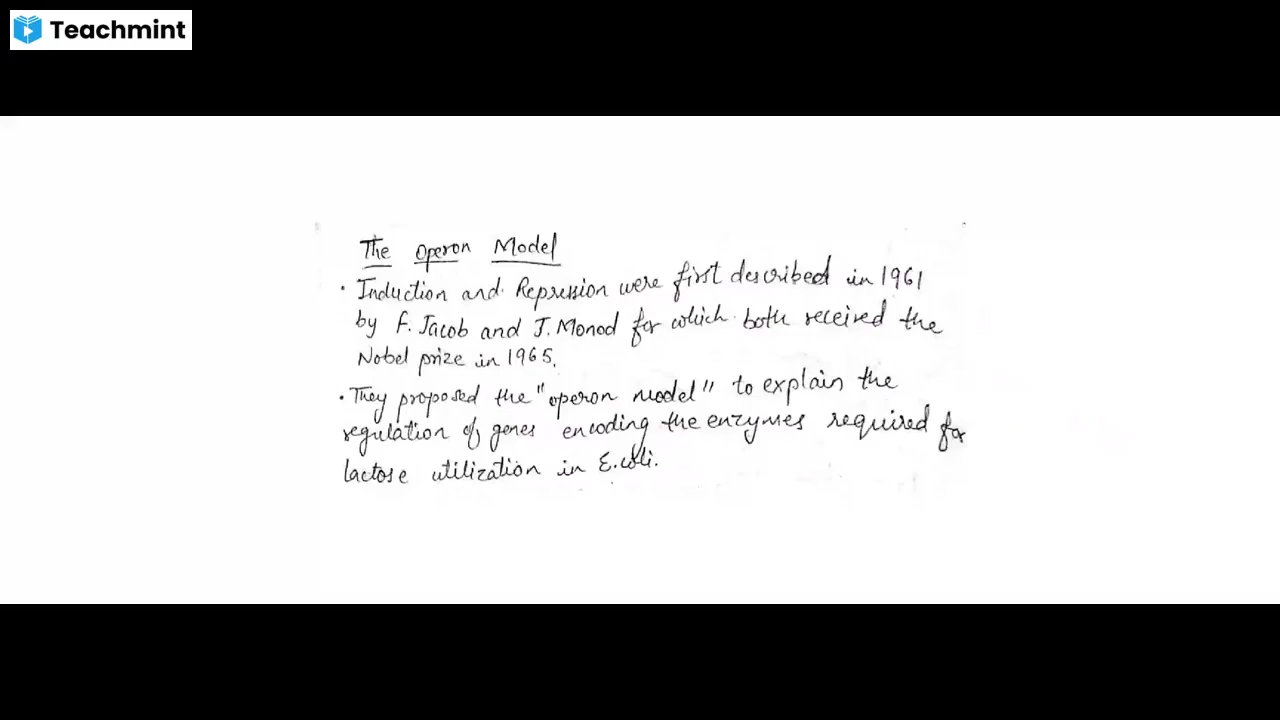 Teachmint
The Operon Model
· Induction and Repression were first described in 1961
by F. Jacob and J. Monod for which both received the
Nobel prize in 1965.
· They proposed the "operon model" to explain the
regulation of genes encoding the enzymes required for
lactose utilization in E.coli.